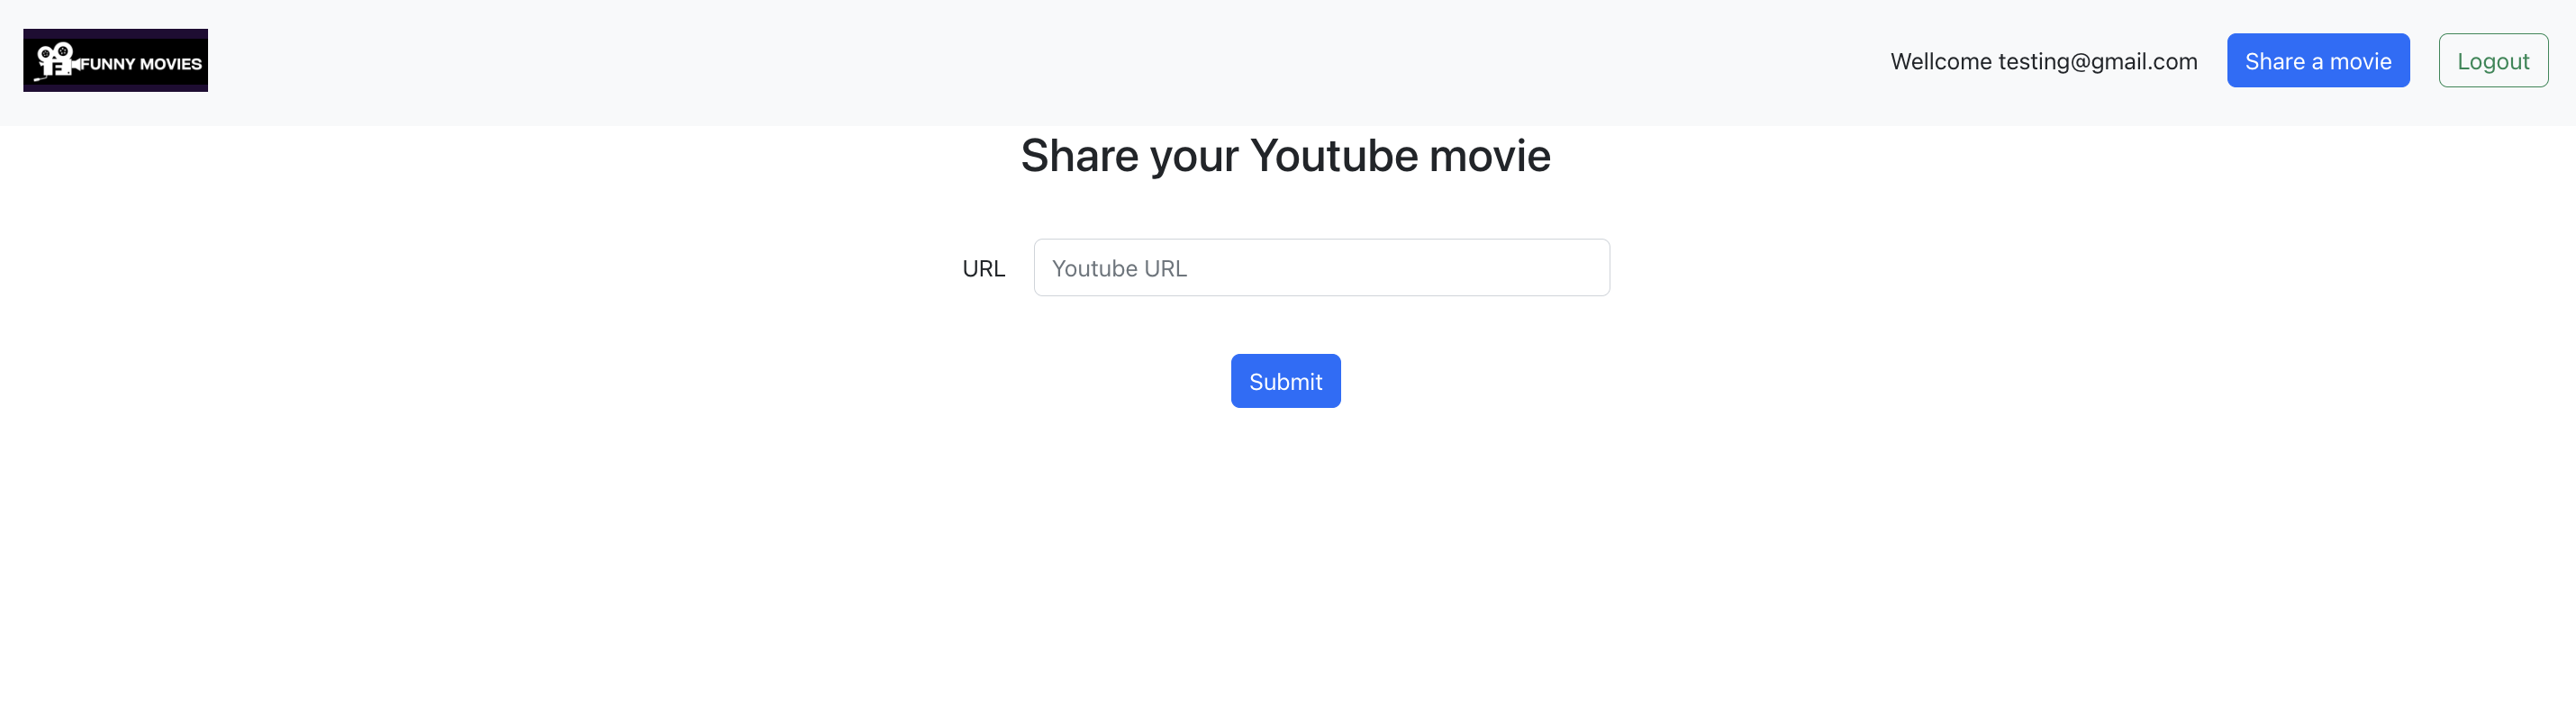 FUNNY MOVIES
Wellcome testing@gmail.com
Share a movie
Logout
Share your Youtube movie
URL
Youtube URL
Submit